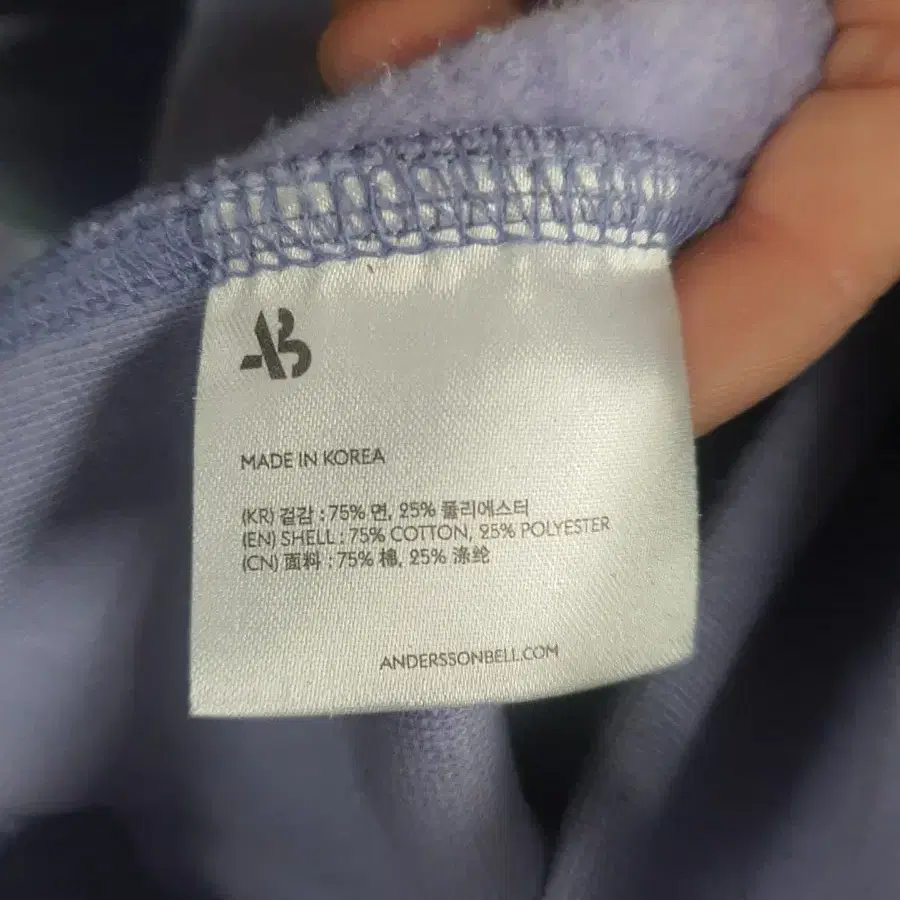 AB
MADE IN KOREA
(KR) 겉감 : 75% 면, 25% 폴리에스터
(EN) SHELL : 75% COTTON, 25% POLYESTER
(CN) 面料 : 75% 棉, 25% 涤纶
ANDERSSONBELL.COM